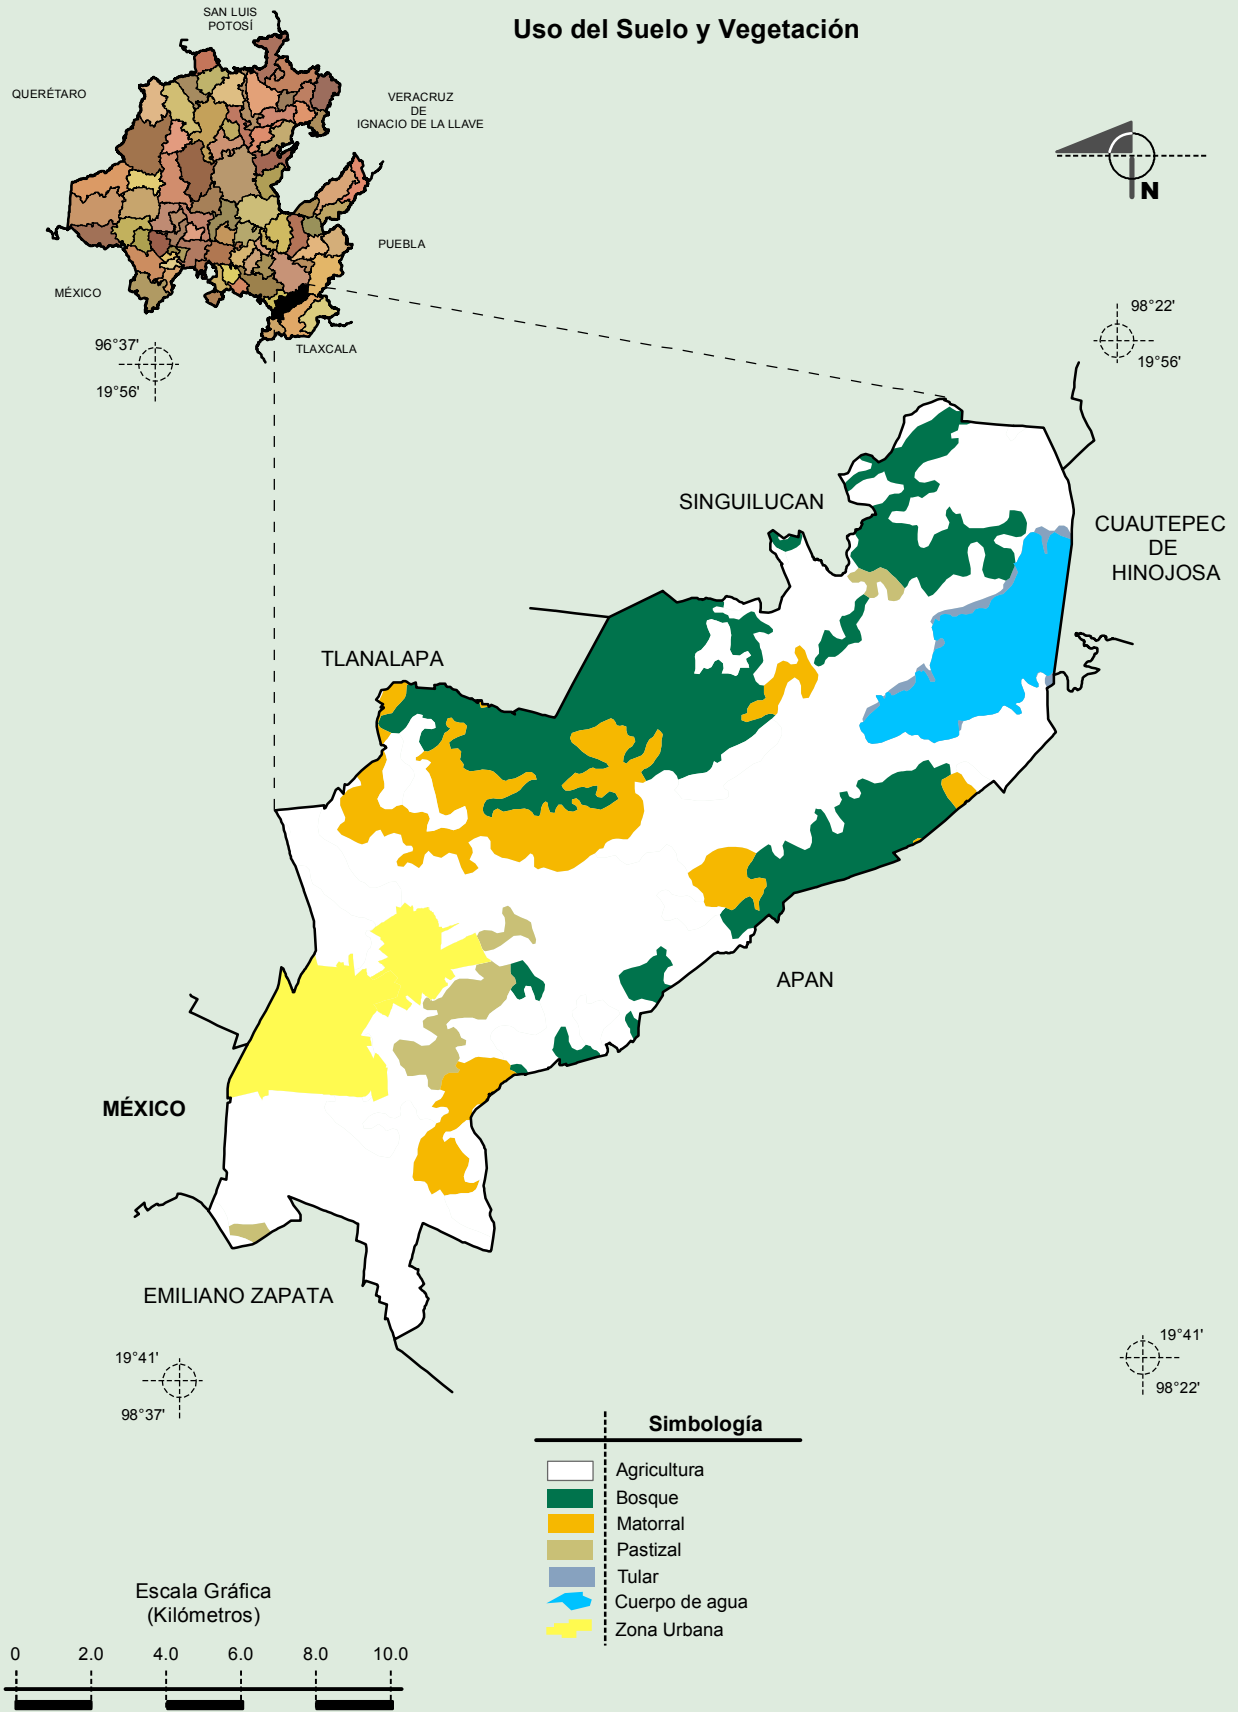 Uso del Suelo y Vegetación
SAN LUIS
POTOSÍ
QUERÉTARO
VERACRUZ
DE
IGNACIO DE LA LLAVE
PUEBLA
MÉXICO
TLAXCALA
N
96°37'
19°56'
98°22'
19°56'
SINGUILUCAN
CUAUTEPEC
DE
HINOJOSA
TLANALAPA
APAN
MÉXICO
EMILIANO ZAPATA
19°41'
98°37'
19°41'
98°22'
Simbología
Agricultura
Bosque
Matorral
Pastizal
Tular
Cuerpo de agua
Zona Urbana
Escala Gráfica
(Kilómetros)
0 2.0 4.0 6.0 8.0 10.0